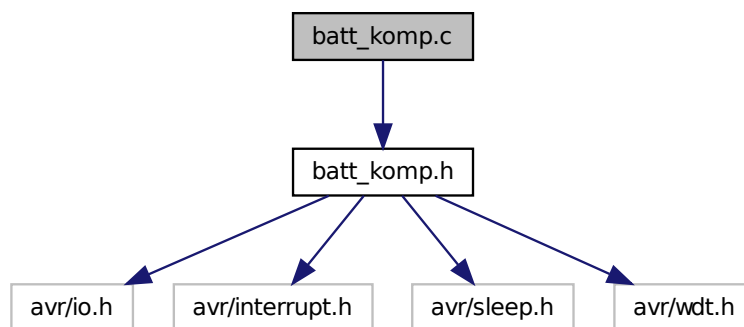 batt_komp.c
batt_komp.h
avr/io.h
avr/interrupt.h
avr/sleep.h
avr/wdt.h